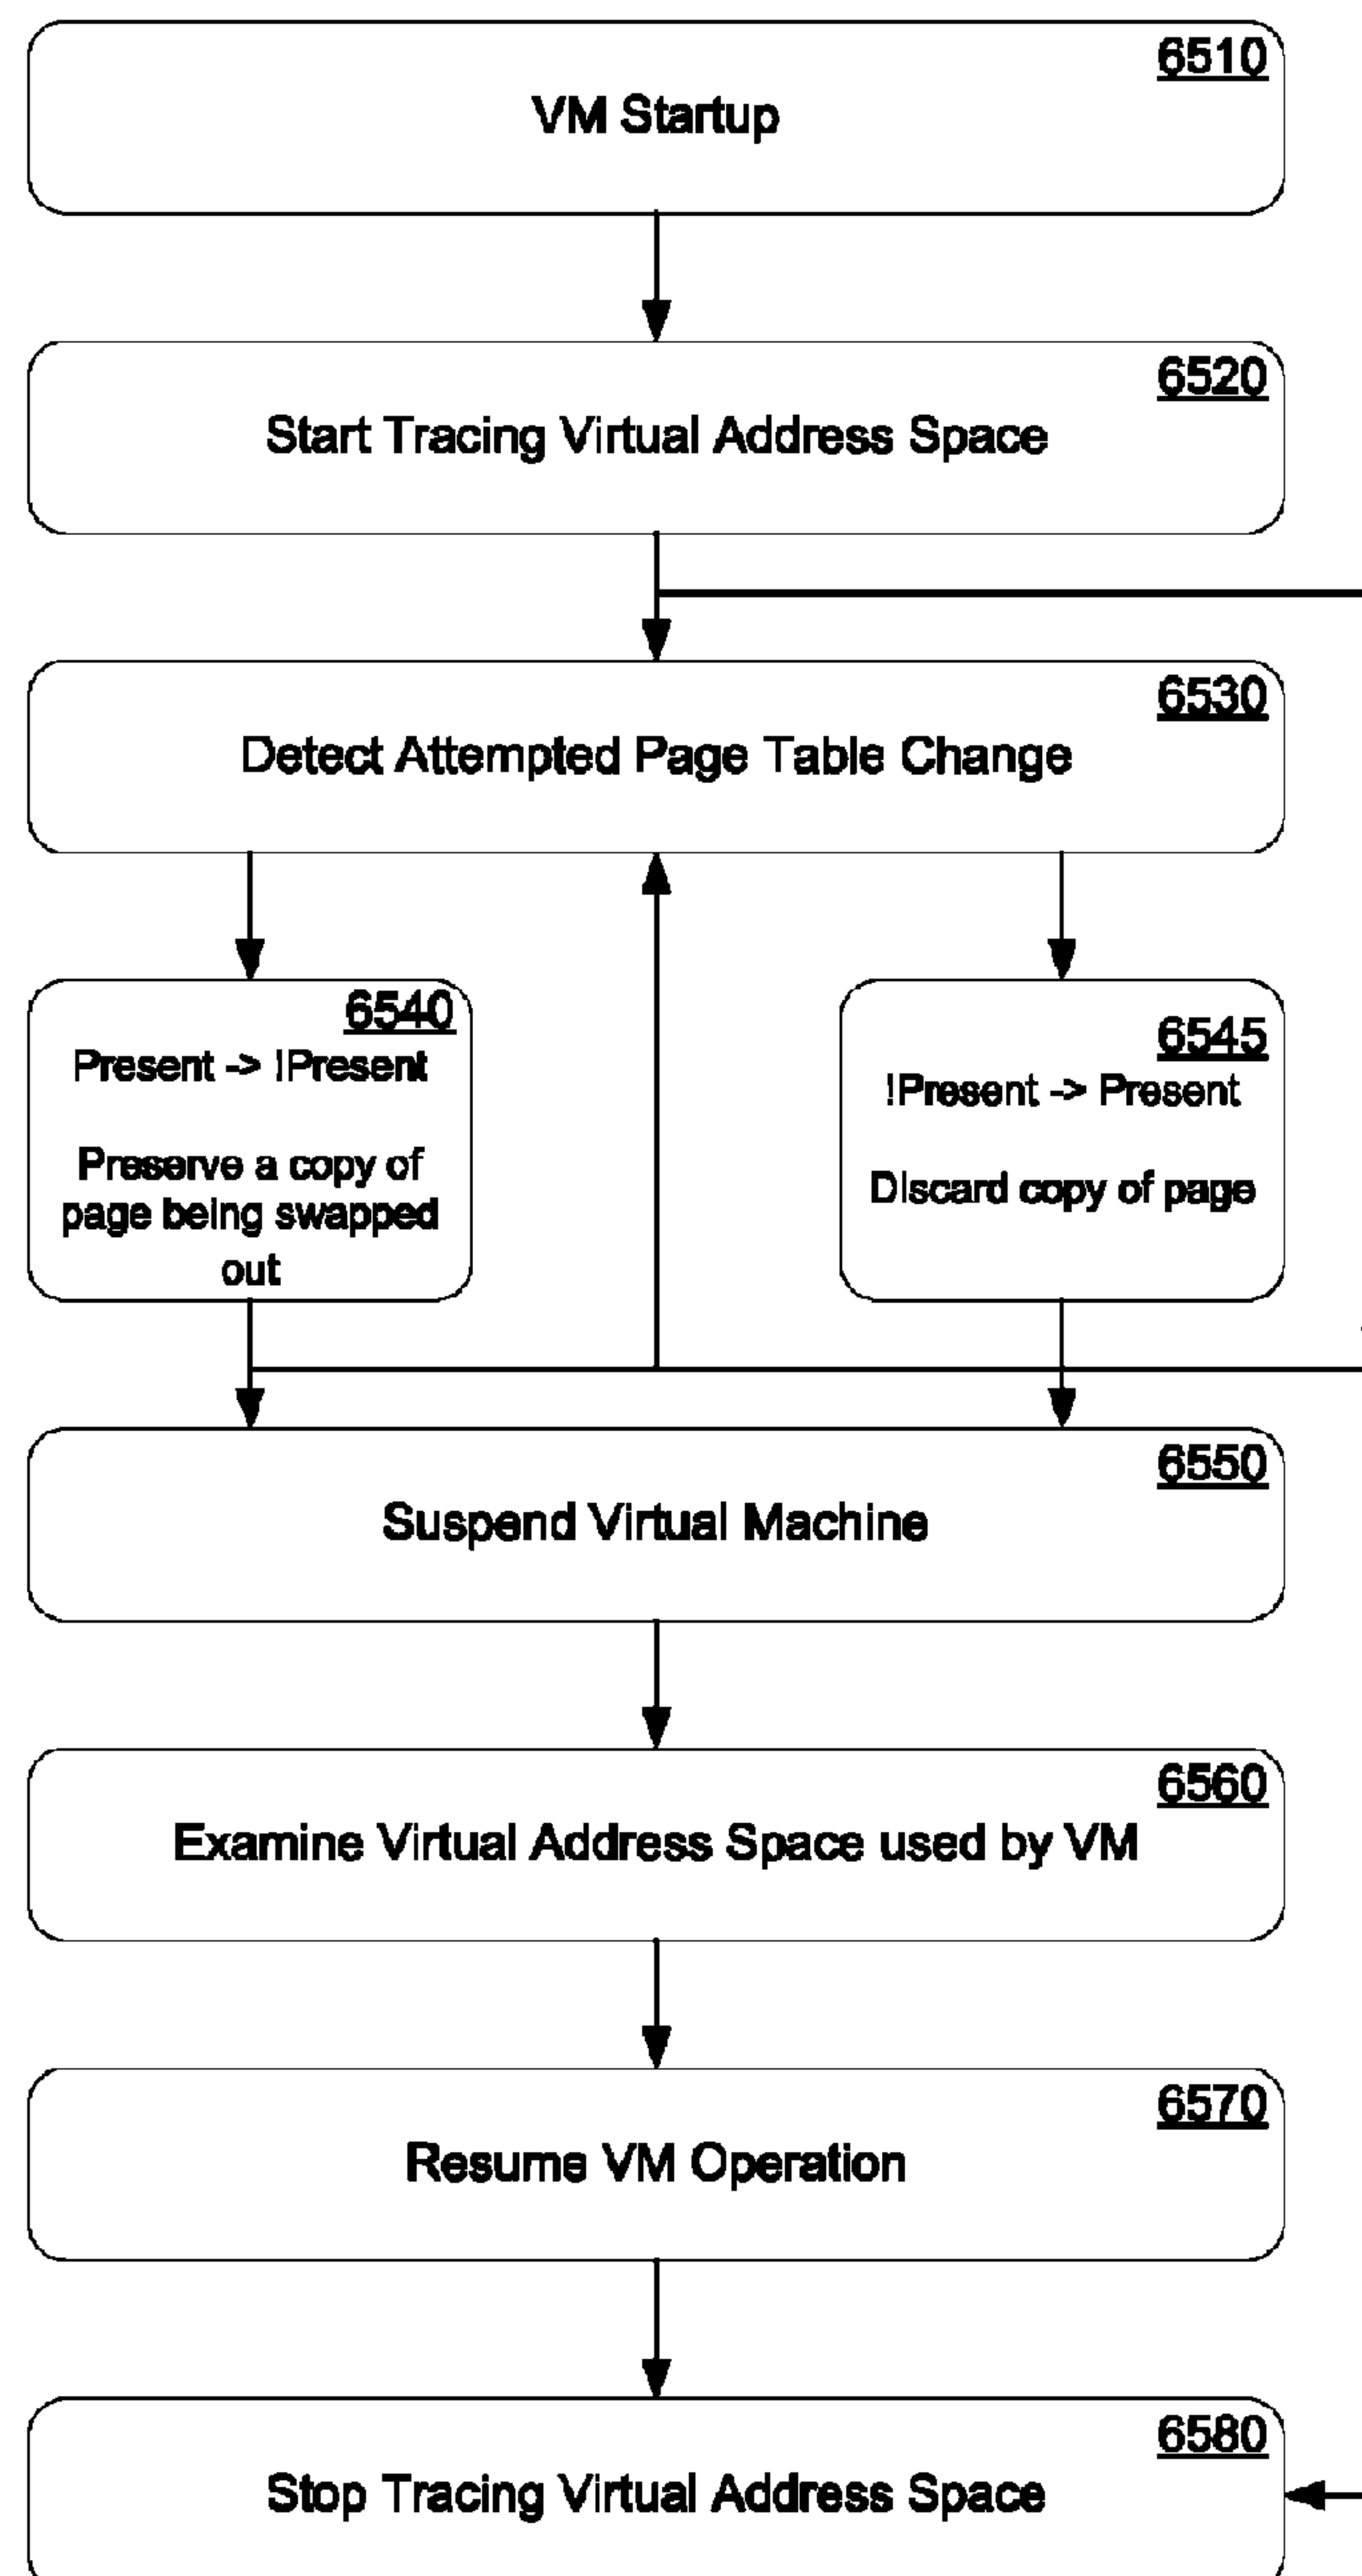 6510
VM Startup
6520
Start Tracing Virtual Address Space
6530
Detect Attempted Page Table Change
6540
Present -> !Present
Preserve a copy of
page being swapped
out
6545
!Present -> Present
Discard copy of page
6550
Suspend Virtual Machine
6560
Examine Virtual Address Space used by VM
6570
Resume VM Operation
6580
Stop Tracing Virtual Address Space